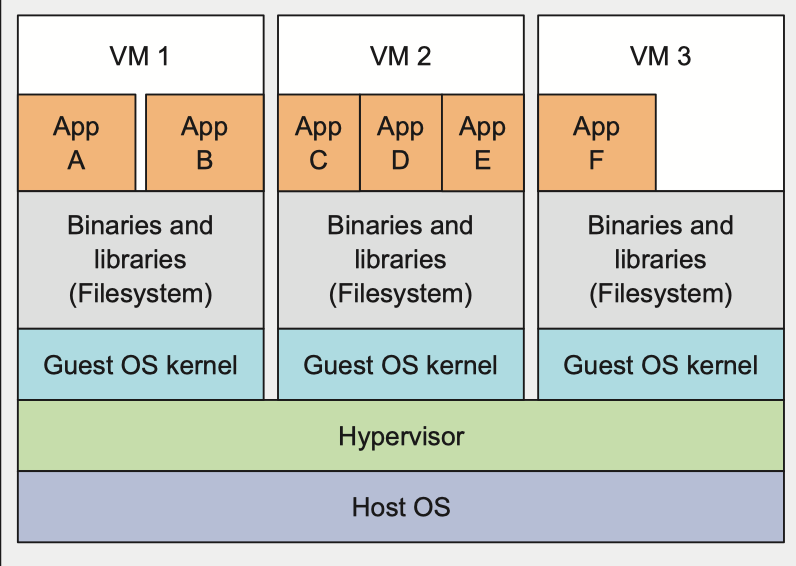 VM 1
App
A
App
B
Binaries and
libraries
(Filesystem)
Guest OS kernel
VM 2
App
C
App
D
App
E
Binaries and
libraries
(Filesystem)
Guest OS kernel
VM 3
App
F
Binaries and
libraries
(Filesystem)
Guest OS kernel
Hypervisor
Host OS